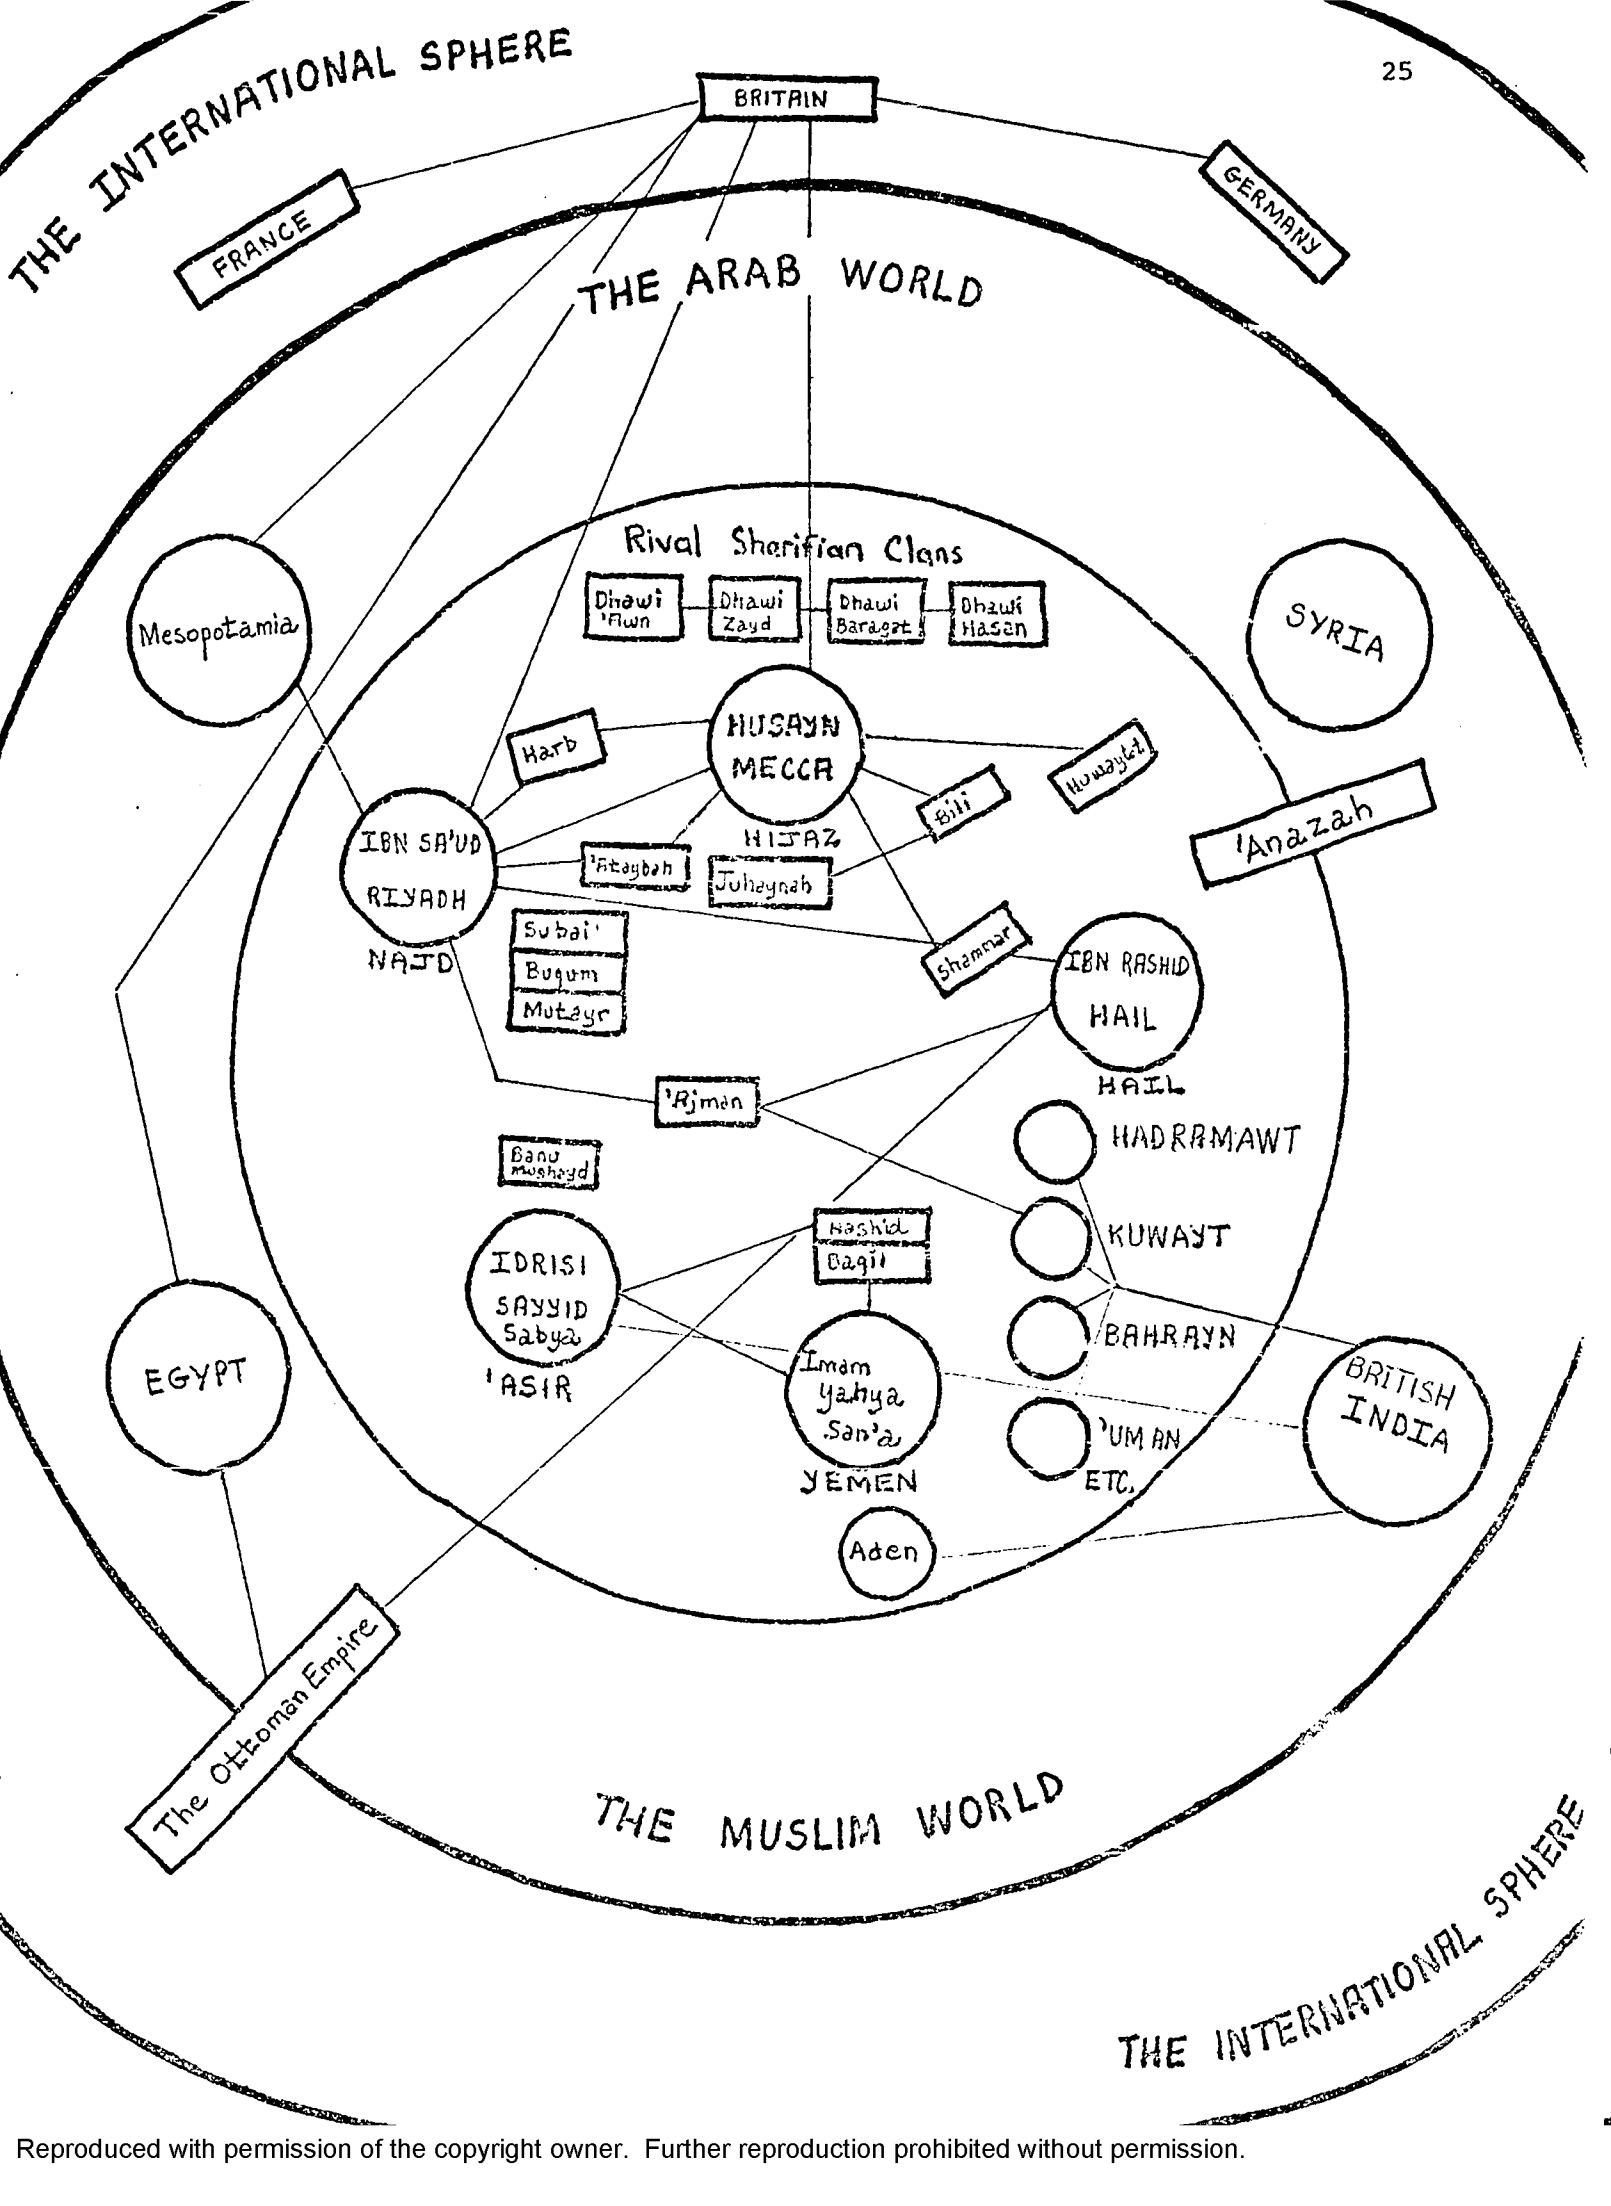 25
THE INTERNATIONAL SPHERE
BRITAIN
FRANCE
GERMANY
THE ARAB WORLD
Rival Sherifian Clans
Dhawi
'Awn
Dhawi
Zayd
Dhawi
Baragat
Dhawi
Hasan
Mesopotamia
SYRIA
HUSAYN
MECCA
HIJAZ
Harb
Huwaytat
Bili
'Anazah
IBN SA'UD
RIYADH
NAJD
'Ataybah
Juhaynah
Subai'
Buqum
Mutayr
Shammar
IBN RASHID
HAIL
HAIL
'Ajman
HADRAMAWT
Banu
Mughayd
KUWAYT
Hashid
Bagil
IDRISI
SAYYID
Sabya
'ASIR
BAHRAYN
Imam
Yahya
San'a
YEMEN
'UMAN
ETC.
EGYPT
BRITISH
INDIA
Aden
The Ottoman Empire
THE MUSLIM WORLD
THE INTERNATIONAL SPHERE
Reproduced with permission of the copyright owner. Further reproduction prohibited without permission.